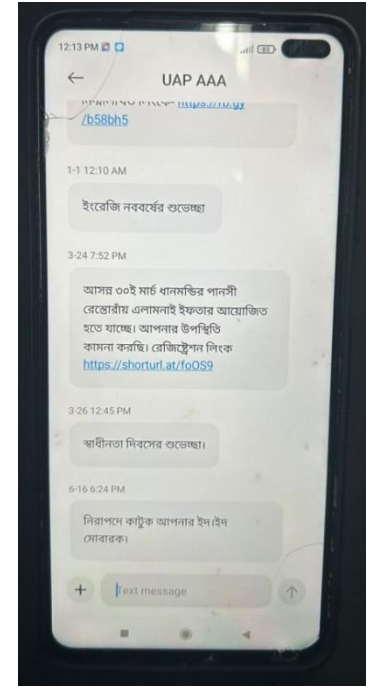 12:13 PM
UAP AAA
/b58bh5
1-1 12:10 AM
ইংরেজি নববর্ষের শুভেচ্ছা
3-24 7:52 PM
আসন্ন ৩০ই মার্চ ধানমন্ডির পানসী
রেস্তোরাঁয় এলামনাই ইফতার আয়োজিত
হতে যাচ্ছে। আপনার উপস্থিতি
কামনা করছি। রেজিষ্ট্রেশন লিংক
https://shorturl.at/foOS9
3-26 12:45 PM
স্বাধীনতা দিবসের শুভেচ্ছা।
6-16 6:24 PM
নিরাপদে কাটুক আপনার ইদ।ইদ
মোবারক।
Text message